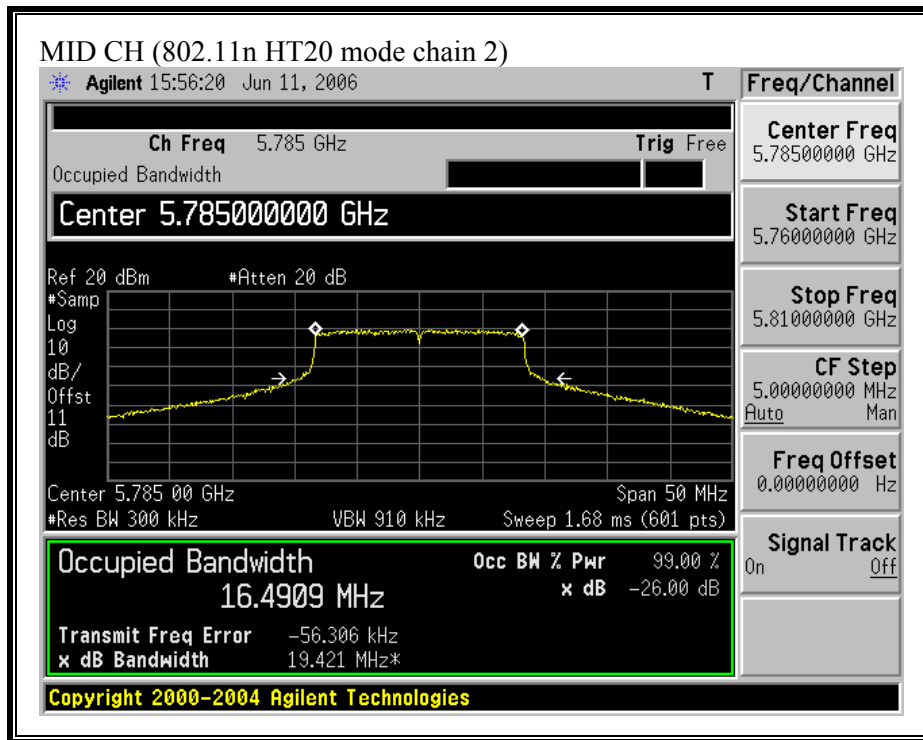 MID CH (802.11n HT20 mode chain 2)
Agilent 15:56:20 Jun 11, 2006 T
Freq/Channel
Ch Freq 5.785 GHz Trig Free
Occupied Bandwidth
Center 5.785000000 GHz
Ref 20 dBm #Atten 20 dB
#Samp
Log
10
dB/
Offst
11
dB
Center 5.785 00 GHz Span 50 MHz
#Res BW 300 kHz VBW 910 kHz Sweep 1.68 ms (601 pts)
Occupied Bandwidth Occ BW % Pwr 99.00 %
16.4909 MHz x dB -26.00 dB
Transmit Freq Error -56.306 kHz
x dB Bandwidth 19.421 MHz*
Copyright 2000-2004 Agilent Technologies
Center Freq
5.78500000 GHz
Start Freq
5.76000000 GHz
Stop Freq
5.81000000 GHz
CF Step
5.00000000 MHz
Auto Man
Freq Offset
0.00000000 Hz
Signal Track
On Off